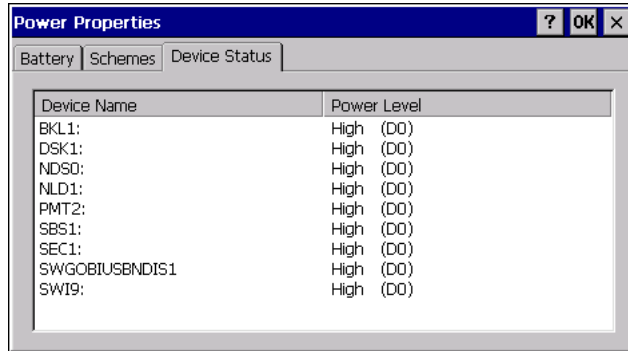 Power Properties ? OK ×
Battery Schemes Device Status
Device Name Power Level
BKL1: High (D0)
DSK1: High (D0)
NDS0: High (D0)
NLD1: High (D0)
PMT2: High (D0)
SBS1: High (D0)
SEC1: High (D0)
SWGOBIUSBNDIS1 High (D0)
SWI9: High (D0)